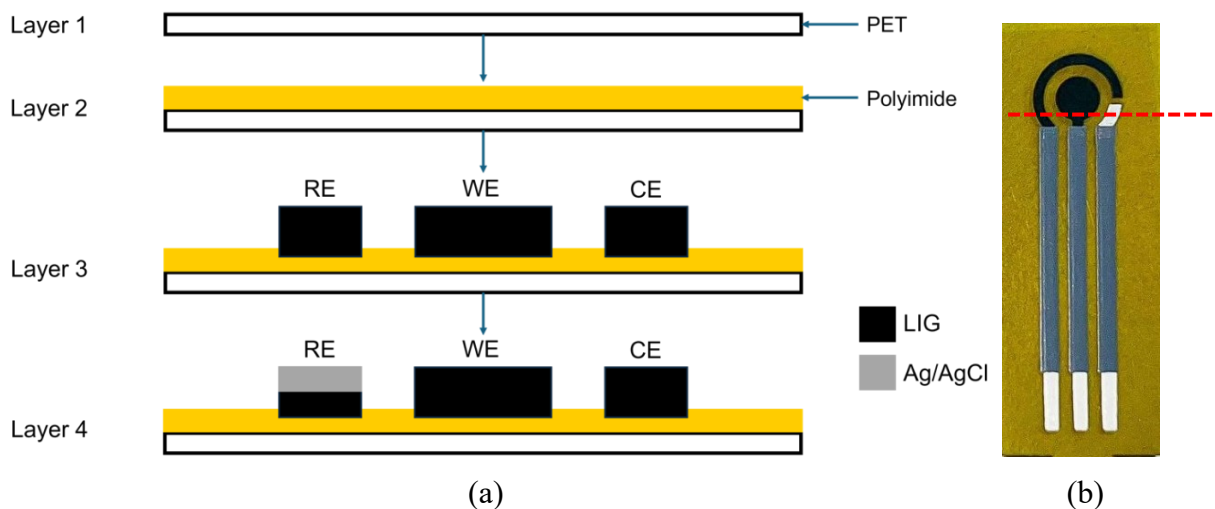 Layer 1
PET
Layer 2
Polyimide
RE WE CE
Layer 3
LIG
RE WE CE
Ag/AgCl
Layer 4
(a) (b)